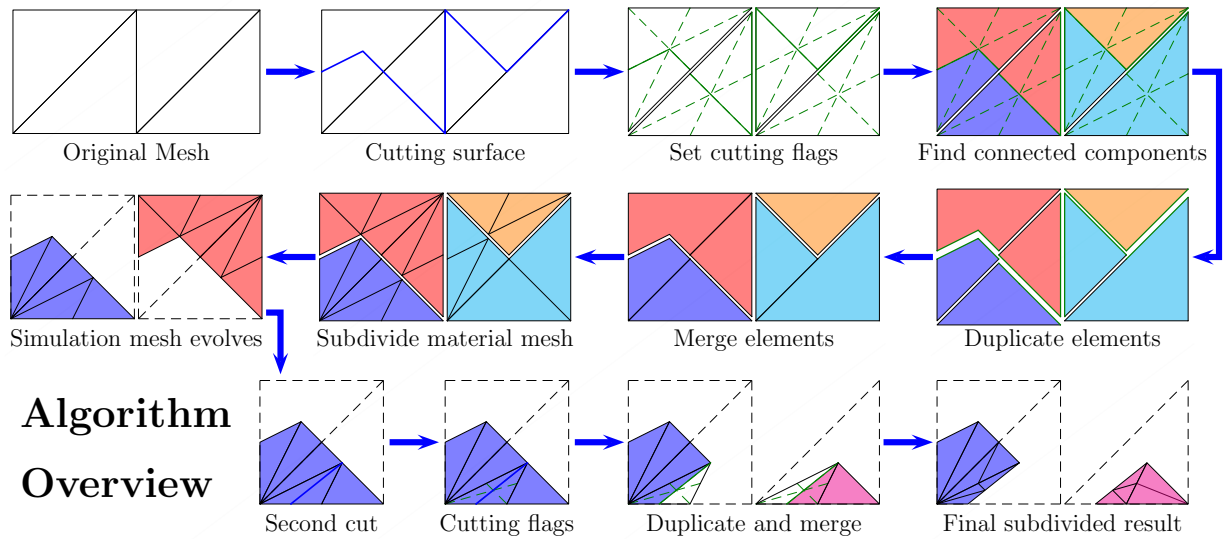 Original Mesh
Cutting surface
Set cutting flags
Find connected components
Simulation mesh evolves
Subdivide material mesh
Merge elements
Duplicate elements
Algorithm
Overview
Second cut
Cutting flags
Duplicate and merge
Final subdivided result